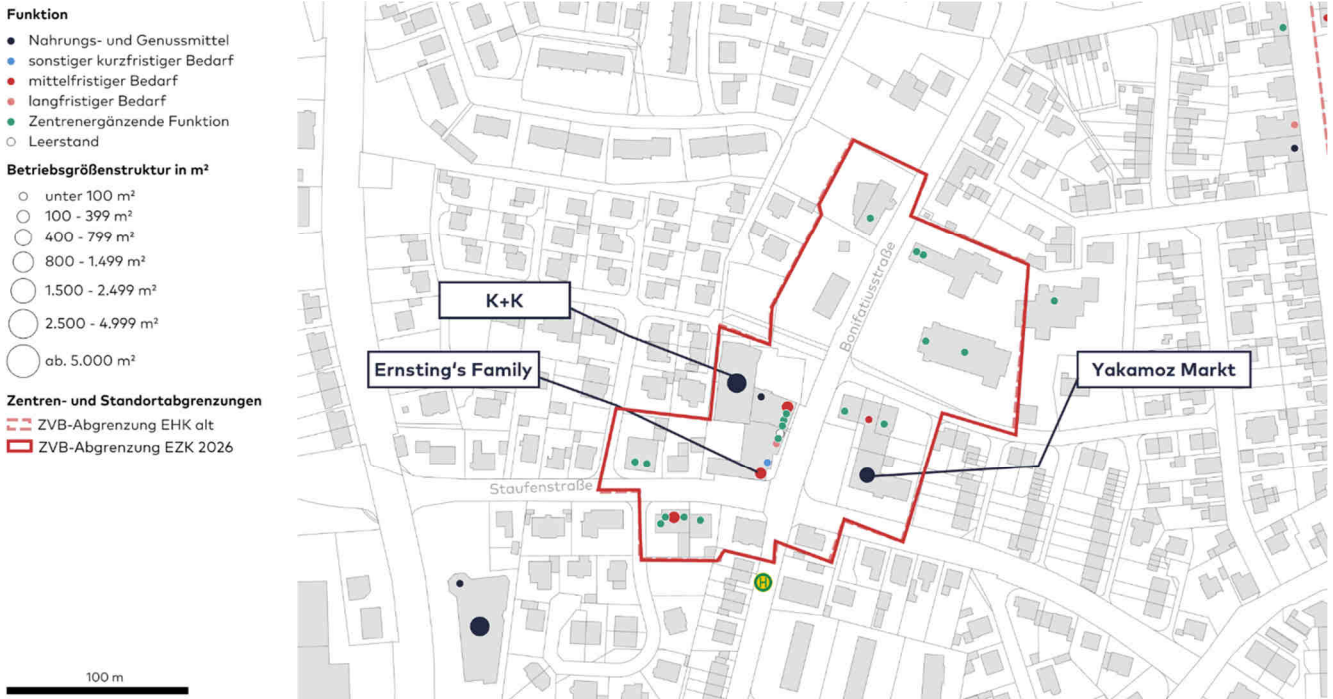 Funktion
Nahrungs- und Genussmittel
sonstiger kurzfristiger Bedarf
mittelfristiger Bedarf
langfristiger Bedarf
Zentrenergänzende Funktion
Leerstand
Betriebsgrößenstruktur in m²
unter 100 m²
100 - 399 m²
400 - 799 m²
800 - 1.499 m²
1.500 - 2.499 m²
2.500 - 4.999 m²
ab. 5.000 m²
Zentren- und Standortabgrenzungen
ZVB-Abgrenzung EHK alt
ZVB-Abgrenzung EZK 2026
100 m
K+K
Ernsting's Family
Yakamoz Markt
Bonifatiusstraße
Staufenstraße
H